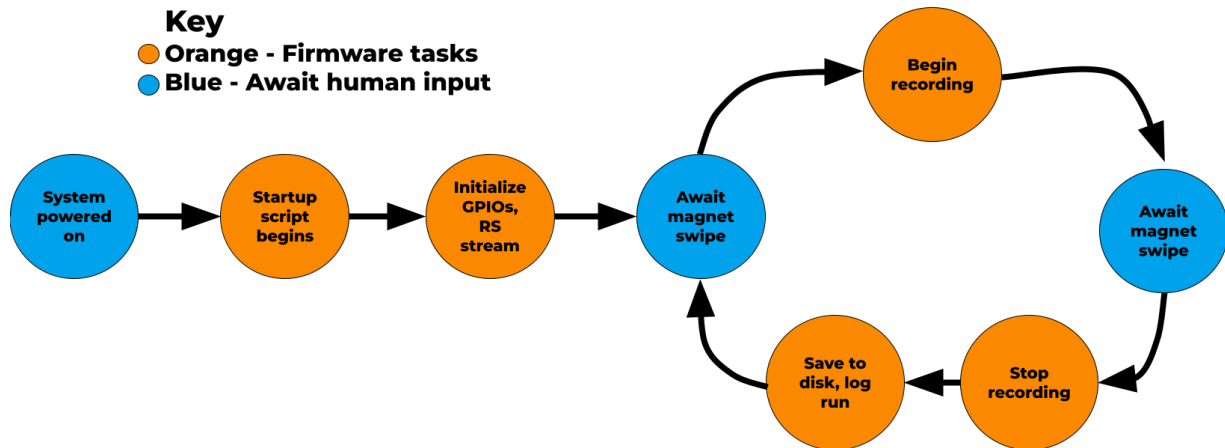 Key
Orange - Firmware tasks
Blue - Await human input
System
powered
on
Startup
script
begins
Initialize
GPIOs,
RS
stream
Await
magnet
swipe
Begin
recording
Await
magnet
swipe
Stop
recording
Save to
disk, log
run